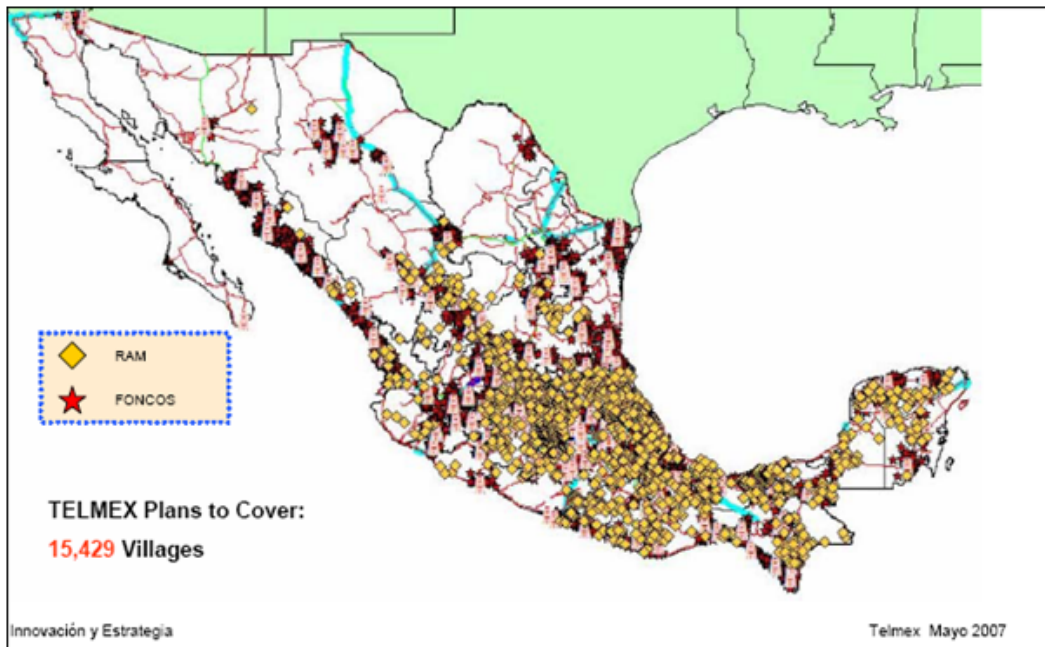 RAM
FONCOS
TELMEX Plans to Cover:
15,429 Villages
Innovación y Estrategia
Telmex Mayo 2007